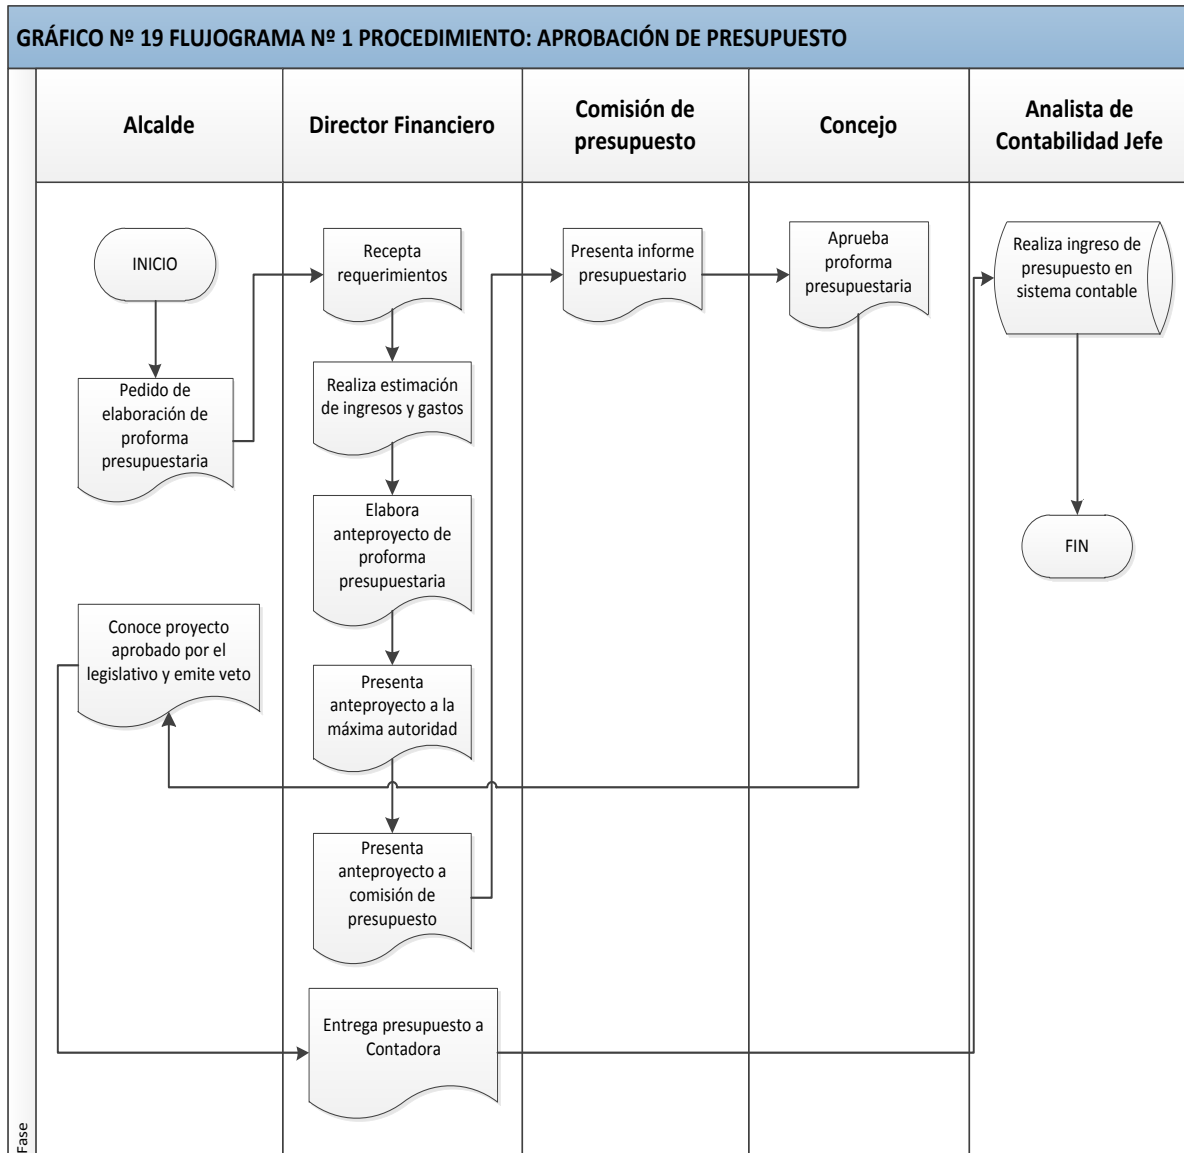 GRÁFICO Nº 19 FLUJOGRAMA Nº 1 PROCEDIMIENTO: APROBACIÓN DE PRESUPUESTO
Alcalde
Director Financiero
Comisión de
presupuesto
Concejo
Analista de
Contabilidad Jefe
INICIO
Pedido de
elaboración de
proforma
presupuestaria
Recepta
requerimientos
Realiza estimación
de ingresos y gastos
Elabora
anteproyecto de
proforma
presupuestaria
Presenta
anteproyecto a la
máxima autoridad
Presenta
anteproyecto a
comisión de
presupuesto
Presenta informe
presupuestario
Aprueba
proforma
presupuestaria
Conoce proyecto
aprobado por el
legislativo y emite veto
Entrega presupuesto a
Contadora
Realiza ingreso de
presupuesto en
sistema contable
FIN
Fase